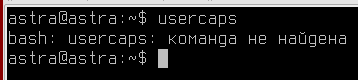 astra@astra:~$ usercaps
bash: usercaps: команда не найдена
astra@astra:~$